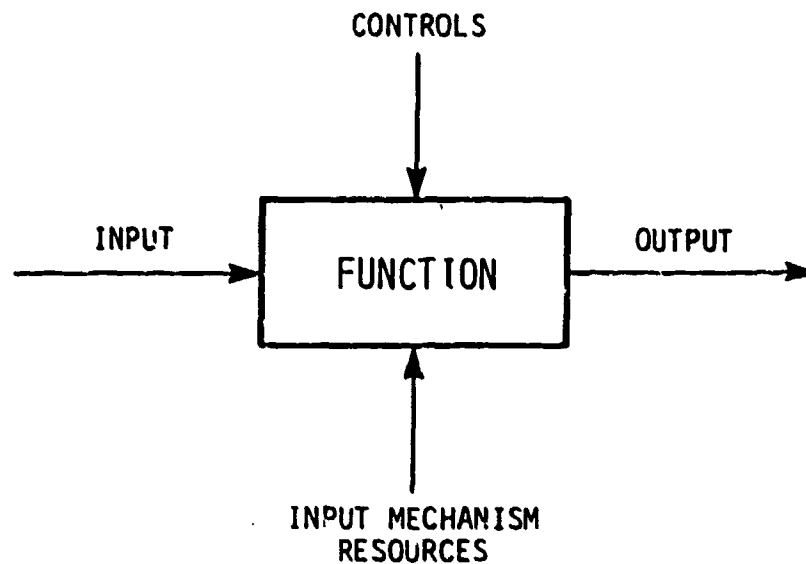 CONTROLS
INPUT
FUNCTION
OUTPUT
INPUT MECHANISM
RESOURCES